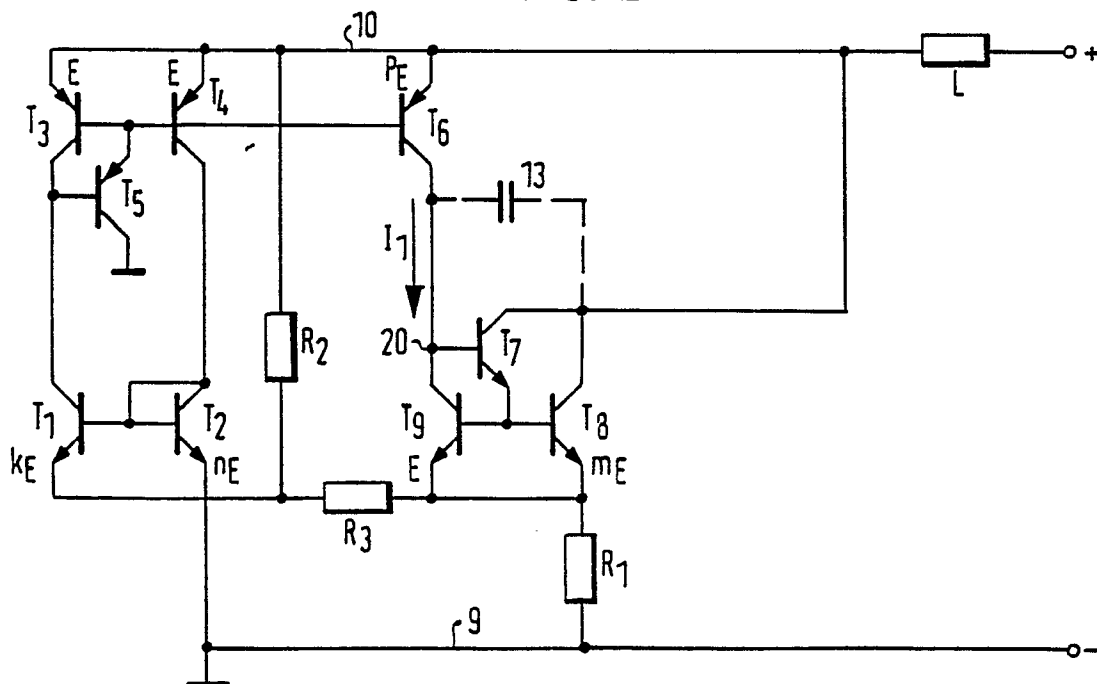 10
E E PE +
T3 T4 T6 L
T5 13
I1
R2 20 T7
T1 T2 T9 T8
kE nE E mE
R3
R1
9
-